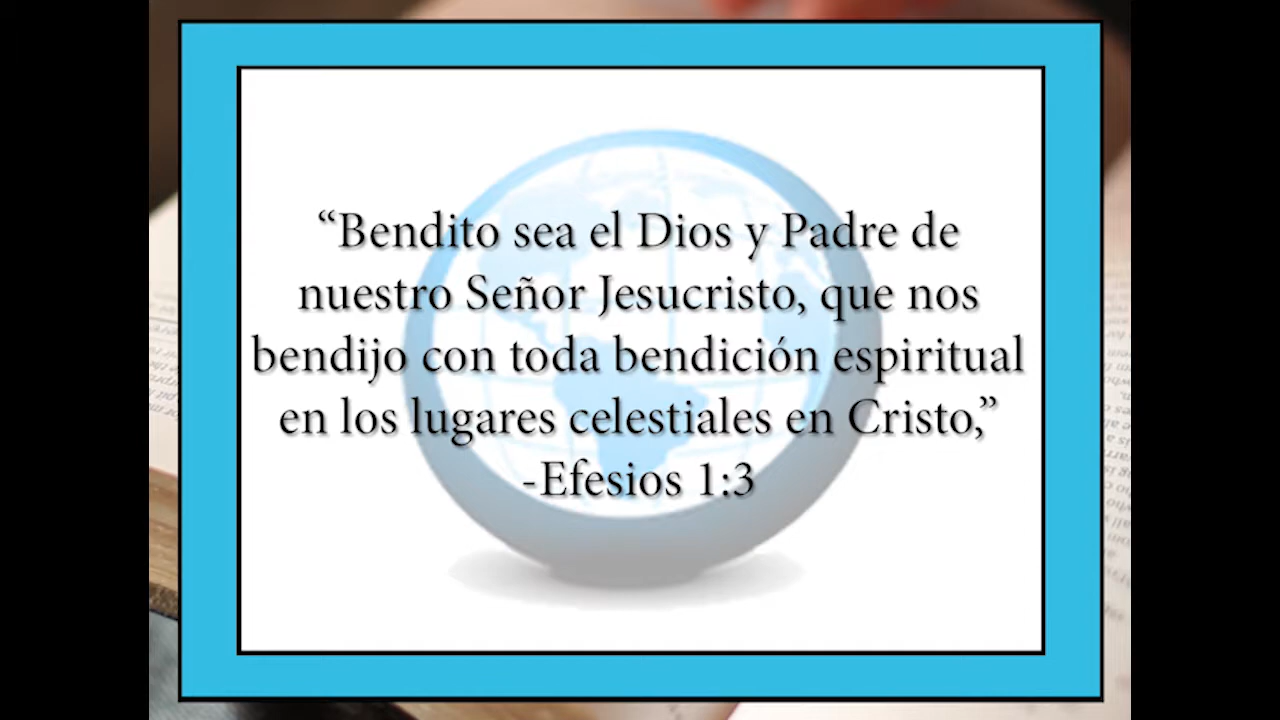 “Bendito sea el Dios y Padre de
nuestro Señor Jesucristo, que nos
bendijo con toda bendición espiritual
en los lugares celestiales en Cristo,”
-Efesios 1:3